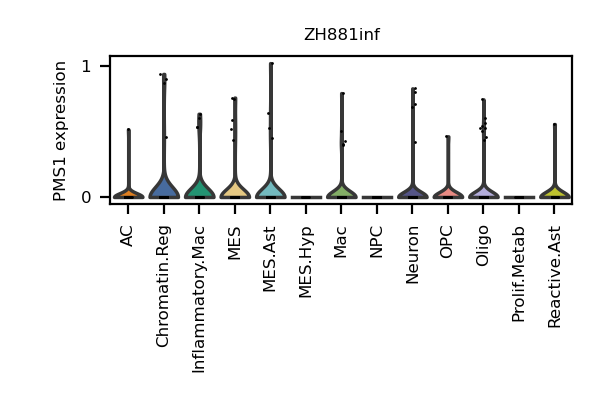 ZH881inf
PMS1 expression
1
0
AC
Chromatin.Reg
Inflammatory.Mac
MES
MES.Ast
MES.Hyp
Mac
NPC
Neuron
OPC
Oligo
Prolif.Metab
Reactive.Ast